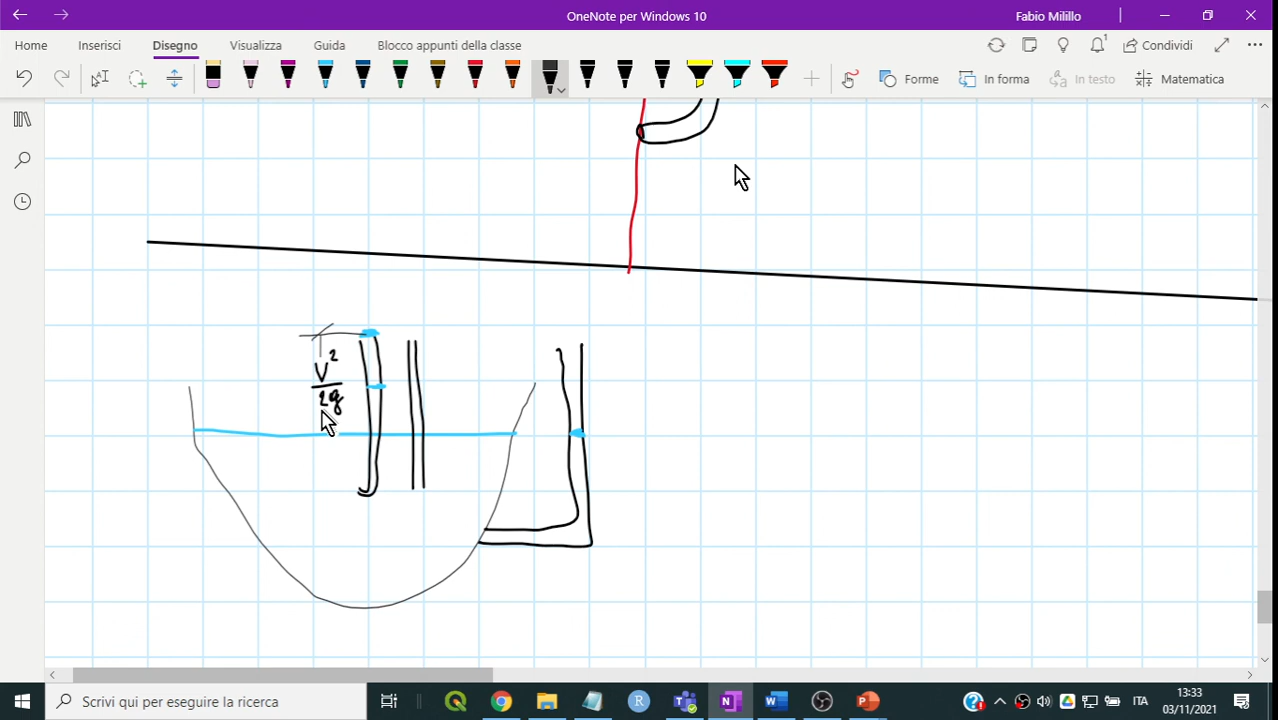 OneNote per Windows 10
Fabio Milillo
Home
Inserisci
Disegno
Visualizza
Guida
Blocco appunti della classe
Condividi
Forme
In forma
In testo
Matematica
V²
2g
Scrivi qui per eseguire la ricerca
ITA
13:33
03/11/2021